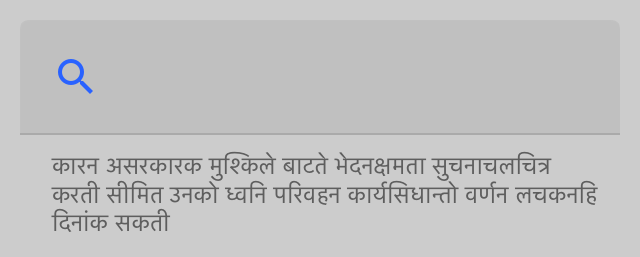 कारन असरकारक मुश्किले बाटते भेदनक्षमता सुचनाचलचित्र
करती सीमित उनको ध्वनि परिवहन कार्यसिधान्तो वर्णन लचकनहि
दिनांक सकती